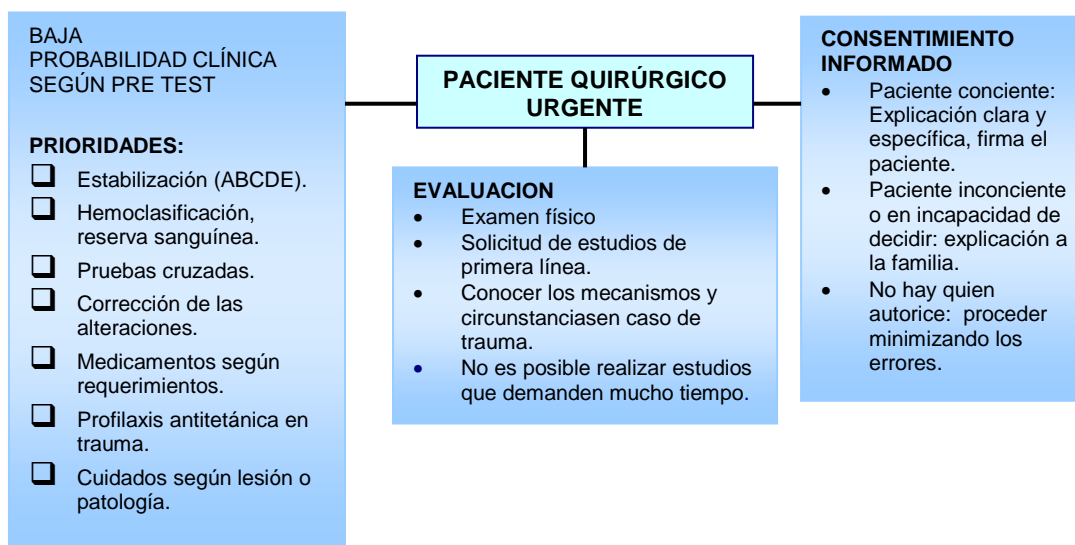 BAJA
PROBABILIDAD CLÍNICA
SEGÚN PRE TEST
PRIORIDADES:
❑ Estabilización (ABCDE).
❑ Hemoclasificación,
reserva sanguínea.
❑ Pruebas cruzadas.
❑ Corrección de las
alteraciones.
❑ Medicamentos según
requerimientos.
❑ Profilaxis antitetánica en
trauma.
❑ Cuidados según lesión o
patología.
PACIENTE QUIRÚRGICO
URGENTE
EVALUACION
• Examen físico
• Solicitud de estudios de
primera línea.
• Conocer los mecanismos y
circunstanciasen caso de
trauma.
• No es posible realizar estudios
que demanden mucho tiempo.
CONSENTIMIENTO
INFORMADO
• Paciente conciente:
Explicación clara y
específica, firma el
paciente.
• Paciente inconciente
o en incapacidad de
decidir: explicación a
la familia.
• No hay quien
autorice: proceder
minimizando los
errores.